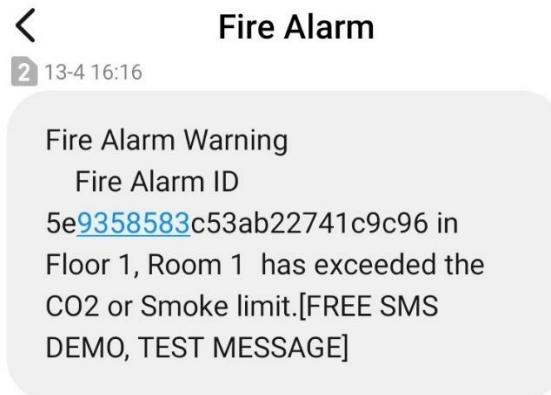 Fire Alarm
2 13-4 16:16
Fire Alarm Warning
Fire Alarm ID
5e9358583c53ab22741c9c96 in
Floor 1, Room 1  has exceeded the
CO2 or Smoke limit.[FREE SMS
DEMO, TEST MESSAGE]